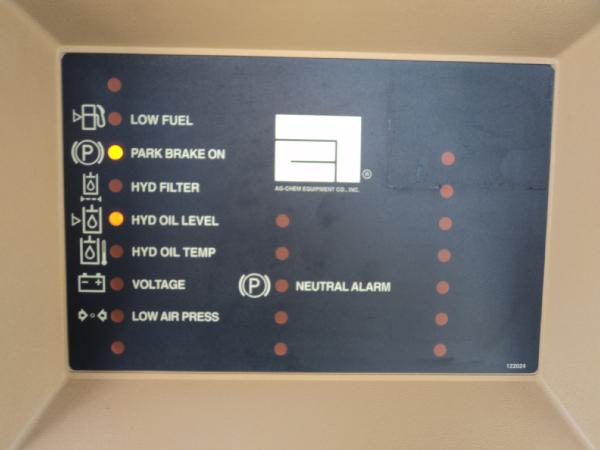 LOW FUEL
PARK BRAKE ON
HYD FILTER
HYD OIL LEVEL
HYD OIL TEMP
VOLTAGE
LOW AIR PRESS
®
AG-CHEM EQUIPMENT CO., INC.
NEUTRAL ALARM
122024